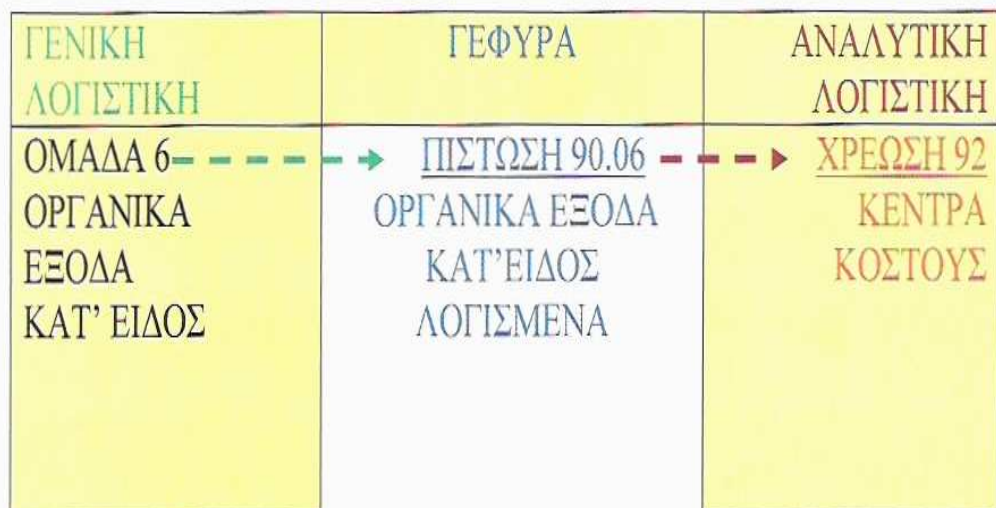 ΓΕΝΙΚΗ
ΛΟΓΙΣΤΙΚΗ
ΓΕΦΥΡΑ
ΑΝΑΛΥΤΙΚΗ
ΛΟΓΙΣΤΙΚΗ
ΟΜΑΔΑ 6
ΟΡΓΑΝΙΚΑ
ΕΞΟΔΑ
ΚΑΤ' ΕΙΔΟΣ
ΠΙΣΤΩΣΗ 90.06
ΟΡΓΑΝΙΚΑ ΕΞΟΔΑ
ΚΑΤ'ΕΙΔΟΣ
ΛΟΓΙΣΜΕΝΑ
ΧΡΕΩΣΗ 92
ΚΕΝΤΡΑ
ΚΟΣΤΟΥΣ